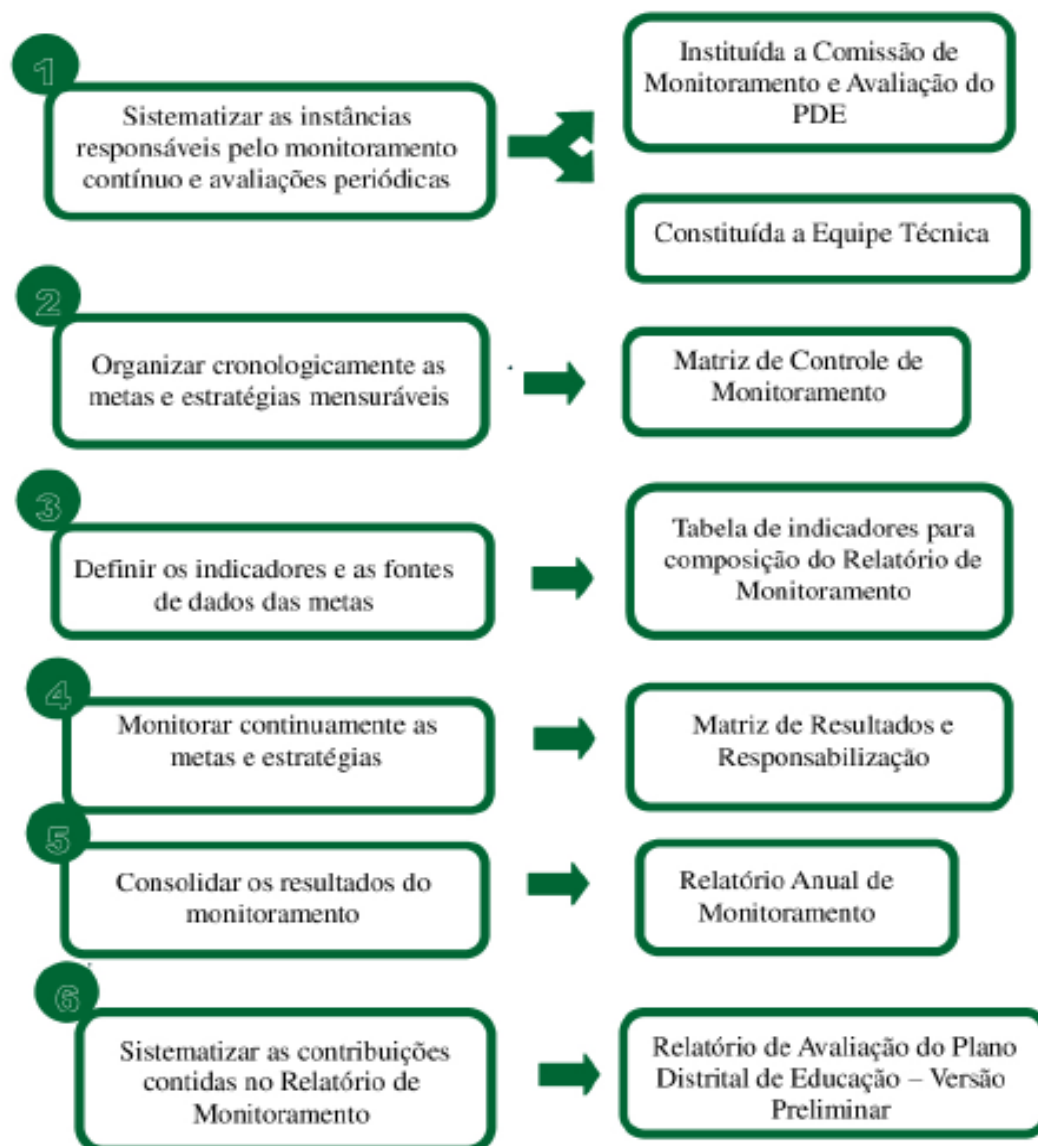 1
Sistematizar as instâncias
responsáveis pelo monitoramento
contínuo e avaliações periódicas
Instituída a Comissão de
Monitoramento e Avaliação do
PDE
Constituída a Equipe Técnica
2
Organizar cronologicamente as
metas e estratégias mensuráveis
Matriz de Controle de
Monitoramento
3
Definir os indicadores e as fontes
de dados das metas
Tabela de indicadores para
composição do Relatório de
Monitoramento
4
Monitorar continuamente as
metas e estratégias
Matriz de Resultados e
Responsabilização
5
Consolidar os resultados do
monitoramento
Relatório Anual de
Monitoramento
6
Sistematizar as contribuições
contidas no Relatório de
Monitoramento
Relatório de Avaliação do Plano
Distrital de Educação – Versão
Preliminar